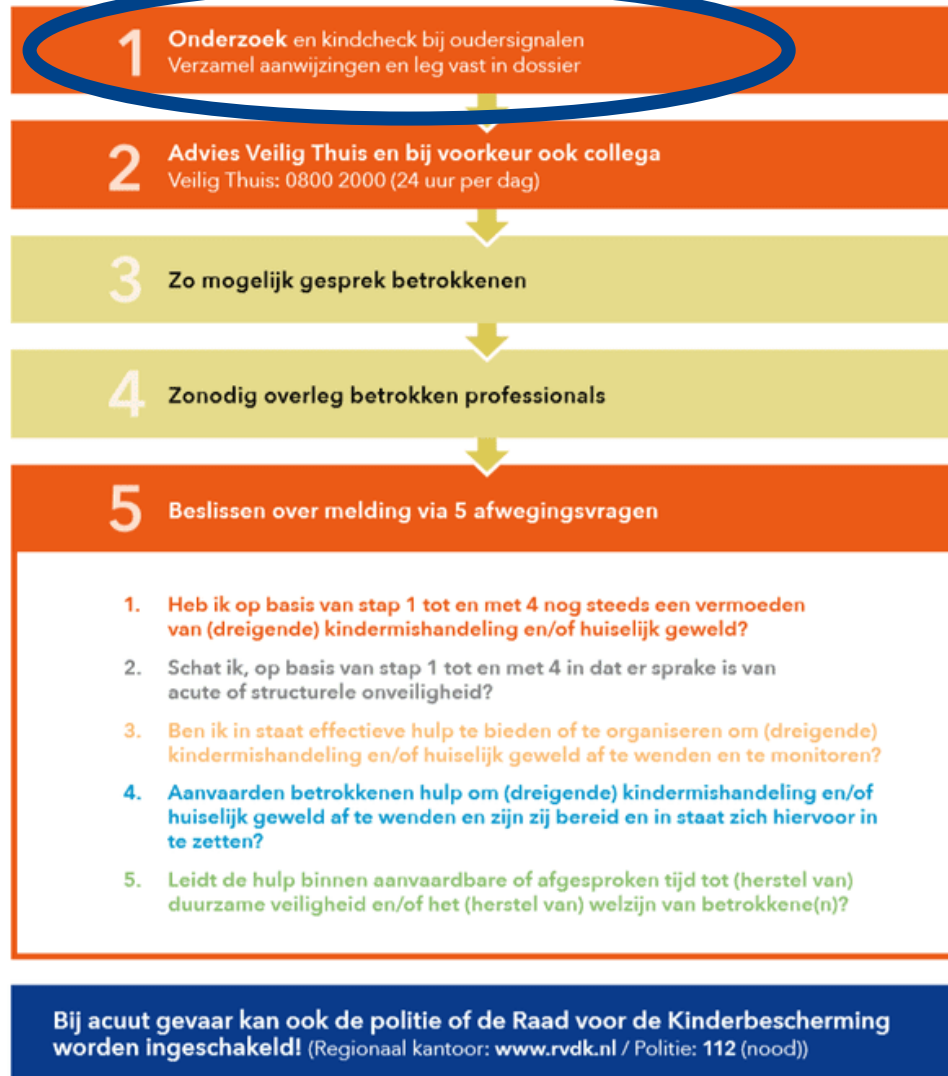 1
Onderzoek en kindcheck bij oudersignalen
Verzamel aanwijzingen en leg vast in dossier
2
Advies Veilig Thuis en bij voorkeur ook collega
Veilig Thuis: 0800 2000 (24 uur per dag)
3
Zo mogelijk gesprek betrokkenen
4
Zonodig overleg betrokken professionals
5
Beslissen over melding via 5 afwegingsvragen
1. Heb ik op basis van stap 1 tot en met 4 nog steeds een vermoeden
van (dreigende) kindermishandeling en/of huiselijk geweld?
2. Schat ik, op basis van stap 1 tot en met 4 in dat er sprake is van
acute of structurele onveiligheid?
3. Ben ik in staat effectieve hulp te bieden of te organiseren om (dreigende)
kindermishandeling en/of huiselijk geweld af te wenden en te monitoren?
4. Aanvaarden betrokkenen hulp om (dreigende) kindermishandeling en/of
huiselijk geweld af te wenden en zijn zij bereid en in staat zich hiervoor in
te zetten?
5. Leidt de hulp binnen aanvaardbare of afgesproken tijd tot (herstel van)
duurzame veiligheid en/of het (herstel van) welzijn van betrokkene(n)?
Bij acuut gevaar kan ook de politie of de Raad voor de Kinderbescherming
worden ingeschakeld! (Regionaal kantoor: www.rvdk.nl / Politie: 112 (nood))